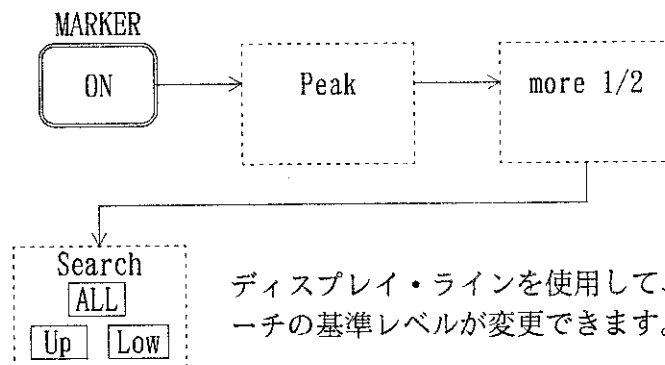 MARKER
ON
Peak
more 1/2
Search
ALL
Up Low
ディスプレイ・ラインを使用して、
ーチの基準レベルが変更できます。